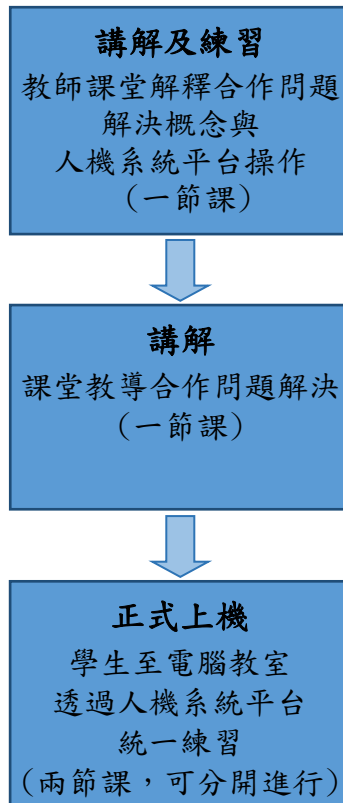 講解及練習
教師課堂解釋合作問題
解決概念與
人機系統平台操作
（一節課）
講解
課堂教導合作問題解決
（一節課）
正式上機
學生至電腦教室
透過人機系統平台
統一練習
（兩節課，可分開進行）